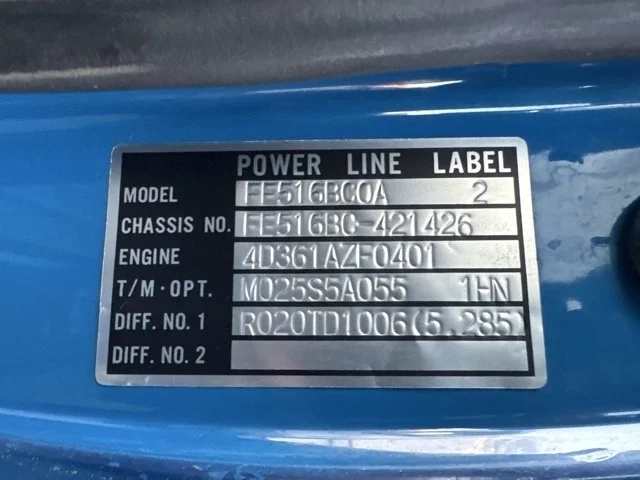 POWER LINE LABEL
MODEL FE516BC0A 2
CHASSIS NO. FE516BC-421426
ENGINE 4D361AZF0401
T/M·OPT. M025S5A055 1HN
DIFF. NO. 1 R020TD1006(5.285)
DIFF. NO. 2